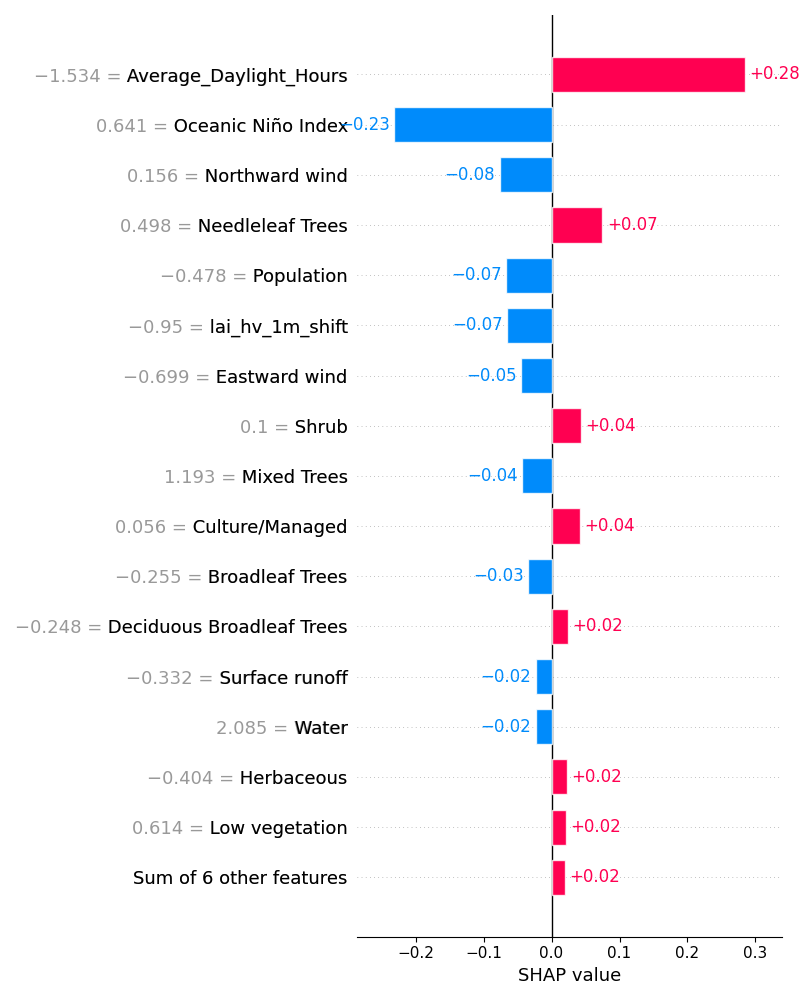 −1.534 = Average_Daylight_Hours +0.28
0.641 = Oceanic Niño Index −0.23
0.156 = Northward wind −0.08
0.498 = Needleleaf Trees +0.07
−0.478 = Population −0.07
−0.95 = lai_hv_1m_shift −0.07
−0.699 = Eastward wind −0.05
0.1 = Shrub +0.04
1.193 = Mixed Trees −0.04
0.056 = Culture/Managed +0.04
−0.255 = Broadleaf Trees −0.03
−0.248 = Deciduous Broadleaf Trees +0.02
−0.332 = Surface runoff −0.02
2.085 = Water −0.02
−0.404 = Herbaceous +0.02
0.614 = Low vegetation +0.02
Sum of 6 other features +0.02
−0.2 −0.1 0.0 0.1 0.2 0.3
SHAP value